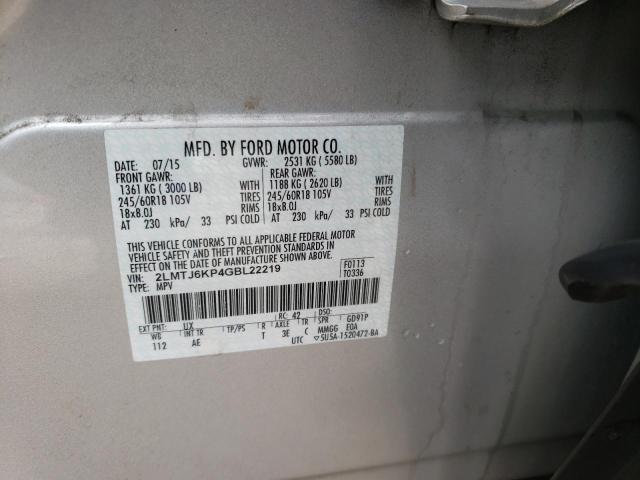 MFD. BY FORD MOTOR CO.
DATE: 07/15 GVWR: 2531 KG ( 5580 LB)
FRONT GAWR: REAR GAWR:
1361 KG ( 3000 LB) WITH 1188 KG ( 2620 LB) WITH
245/60R18 105V TIRES 245/60R18 105V TIRES
18x8.0J RIMS 18x8.0J RIMS
AT 230 kPa/ 33 PSI COLD AT 230 kPa/ 33 PSI COLD
THIS VEHICLE CONFORMS TO ALL APPLICABLE FEDERAL MOTOR
VEHICLE SAFETY AND THEFT PREVENTION STANDARDS IN
EFFECT ON THE DATE OF MANUFACTURE SHOWN ABOVE.
VIN: 2LMTJ6KP4GBL22219 F0113
TYPE: MPV T0336
EXT PNT: UX RC: 42 DSO:
WB INT TR TP/PS R AXLE TR SPR GD91P
112 AE T 3E C MMGG E0A
UTC ▽5U5A-1520472-BA